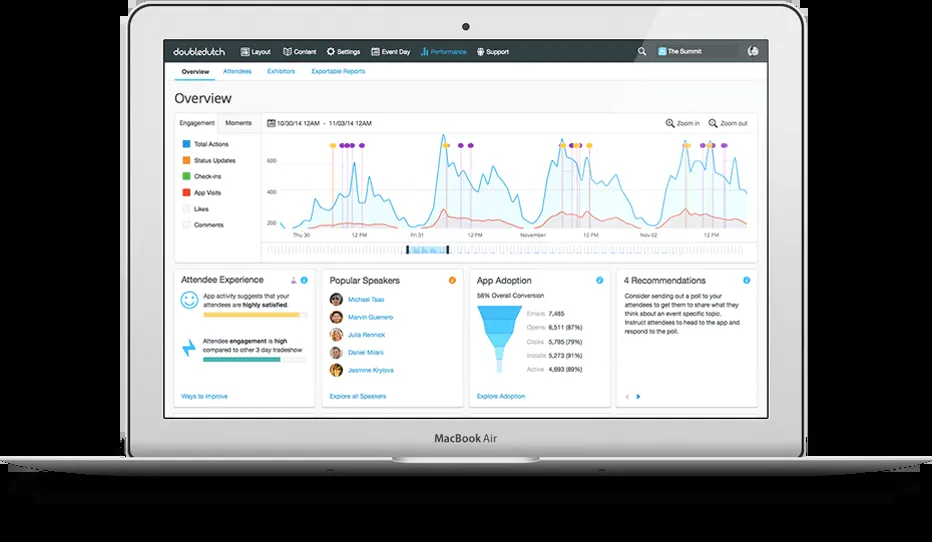 doubledutch Layout Content Settings Event Day Performance Support The Summit
Overview Attendees Exhibitors Exportable Reports
Overview
Engagement Moments 10/30/14 12AM - 11/03/14 12AM Zoom in Zoom out
Total Actions
Status Updates
Check-ins
App Visits
Likes
Comments
600
400
200
Thu 30 12 PM Fri 31 12 PM November 12 PM Nov 02 12 PM
Attendee Experience
App activity suggests that your
attendees are highly satisfied.
Attendee engagement is high
compared to other 3 day tradeshow
Ways to improve
Popular Speakers
Michael Tsao
Marvin Guerrero
Julia Rennick
Daniel Milani
Jasmine Krytova
Explore all Speakers
App Adoption
58% Overall Conversion
Emails 7,485
Opens 6,511 (87%)
Clicks 5,795 (79%)
Installs 5,273 (91%)
Active 4,693 (89%)
Explore Adoption
4 Recommendations
Consider sending out a poll to your
attendees to get them to share what they
think about an event specific topic.
Instruct attendees to head to the app and
respond to the poll.
MacBook Air